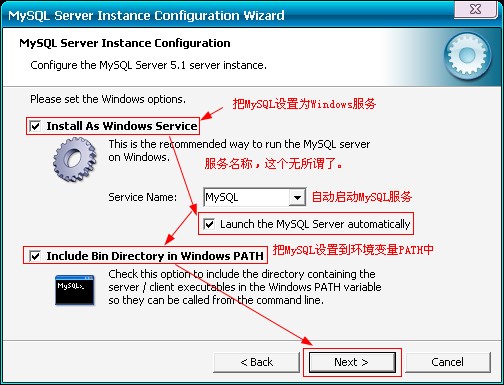 MySQL Server Instance Configuration Wizard
MySQL Server Instance Configuration
Configure the MySQL Server 5.1 server instance.
Please set the Windows options.
把MySQL设置为Windows服务
Install As Windows Service
This is the recommended way to run the MySQL server
on Windows.
服务名称，这个无所谓了。
Service Name:
MySQL
自动启动MySQL服务
Launch the MySQL Server automatically
把MySQL设置到环境变量PATH中
Include Bin Directory in Windows PATH
Check this option to include the directory containing the
server / client executables in the Windows PATH variable
so they can be called from the command line.
MySQL>_
< Back
Next >
Cancel